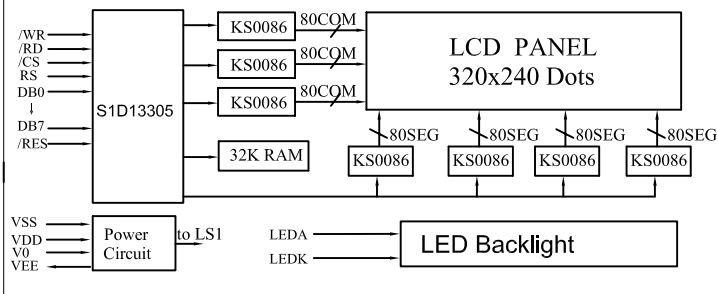 /WR
/RD
/CS
RS
DB0
↓
DB7
/RES
S1D13305
KS0086
80COM
KS0086
80COM
KS0086
80COM
32K RAM
LCD PANEL
320x240 Dots
80SEG
80SEG
80SEG
80SEG
KS0086
KS0086
KS0086
KS0086
VSS
VDD
V0
VEE
Power
Circuit
to LS1
LEDA
LEDK
LED Backlight